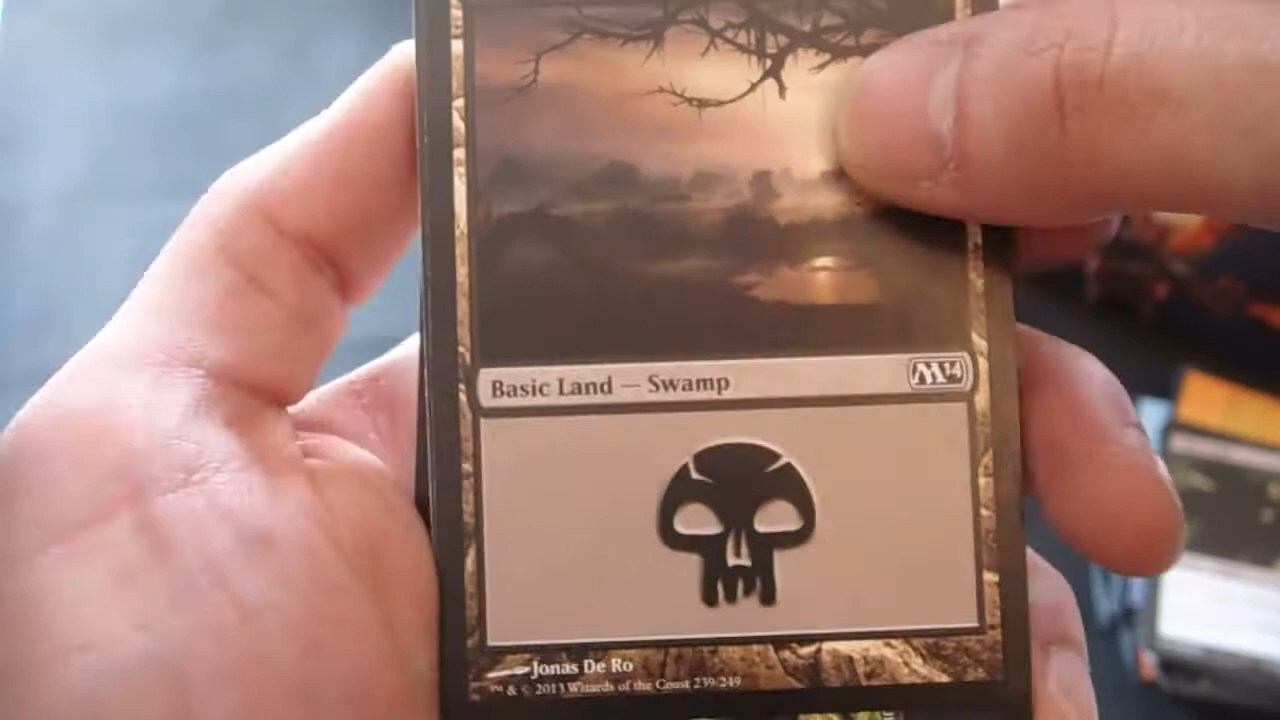 Basic Land — Swamp M14
Jonas De Ro
™ & © 2013 Wizards of the Coast 239/249